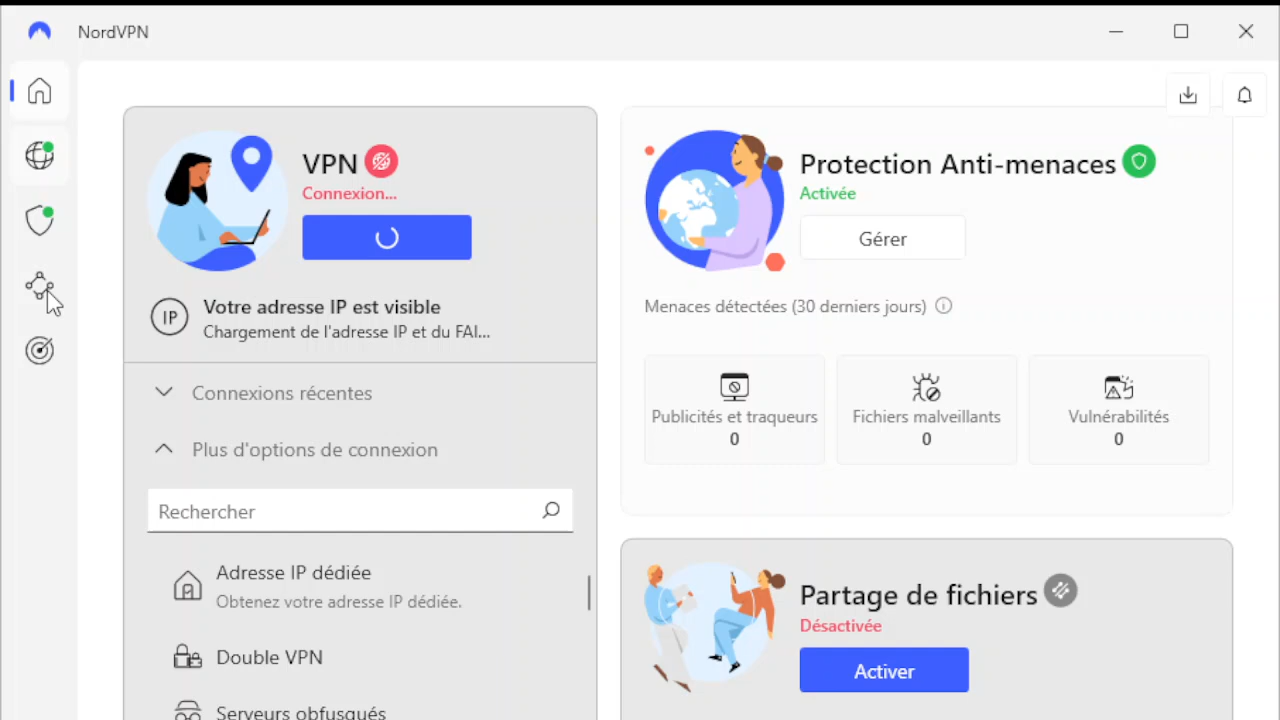 NordVPN
VPN
Connexion...
IP
Votre adresse IP est visible
Chargement de l'adresse IP et du FAI...
Connexions récentes
Plus d'options de connexion
Rechercher
Adresse IP dédiée
Obtenez votre adresse IP dédiée.
Double VPN
Serveurs obfusqués
Protection Anti-menaces
Activée
Gérer
Menaces détectées (30 derniers jours)
Publicités et traqueurs
0
Fichiers malveillants
0
Vulnérabilités
0
Partage de fichiers
Désactivée
Activer